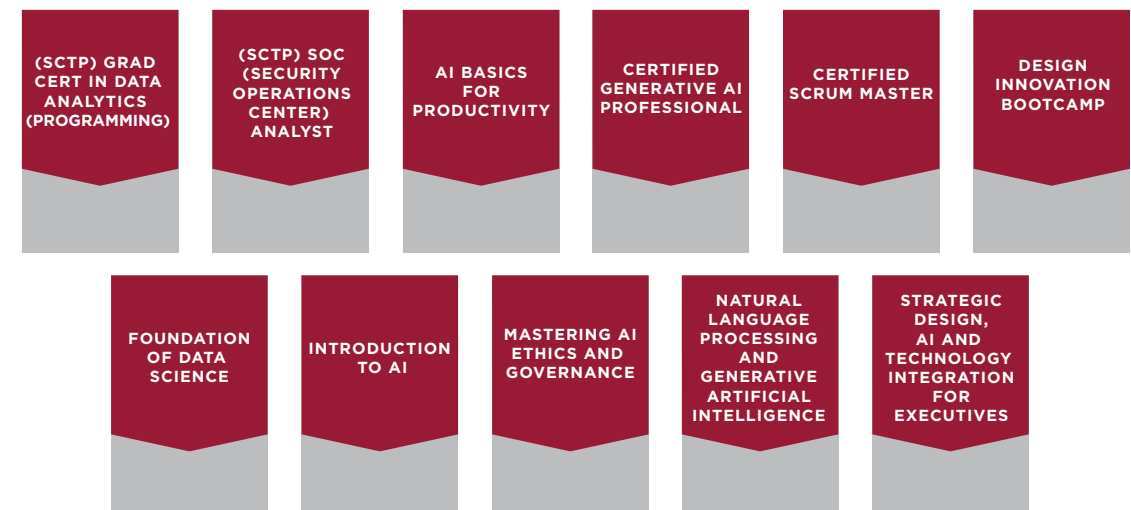 (SCTP) GRAD
CERT IN DATA
ANALYTICS
(PROGRAMMING)
(SCTP) SOC
(SECURITY
OPERATIONS
CENTER)
ANALYST
AI BASICS
FOR
PRODUCTIVITY
CERTIFIED
GENERATIVE AI
PROFESSIONAL
CERTIFIED
SCRUM MASTER
DESIGN
INNOVATION
BOOTCAMP
FOUNDATION
OF DATA
SCIENCE
INTRODUCTION
TO AI
MASTERING AI
ETHICS AND
GOVERNANCE
NATURAL
LANGUAGE
PROCESSING
AND
GENERATIVE
ARTIFICIAL
INTELLIGENCE
STRATEGIC
DESIGN,
AI AND
TECHNOLOGY
INTEGRATION
FOR
EXECUTIVES